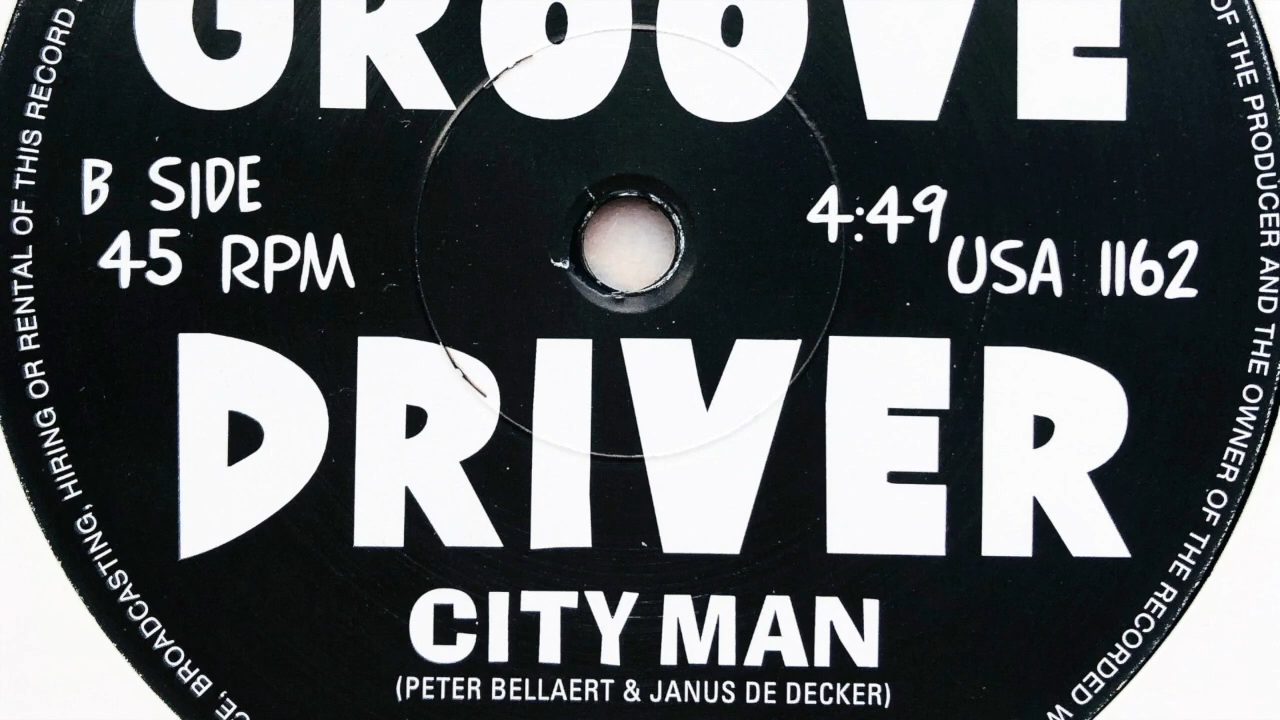 GROOVE
B SIDE
45 RPM
4:49
USA 1162
DRIVER
CITY MAN
(PETER BELLAERT & JANUS DE DECKER)
OF THE PRODUCER AND THE OWNER OF THE RECORDED
BROADCASTING, HIRING OR RENTAL OF THIS RECORD